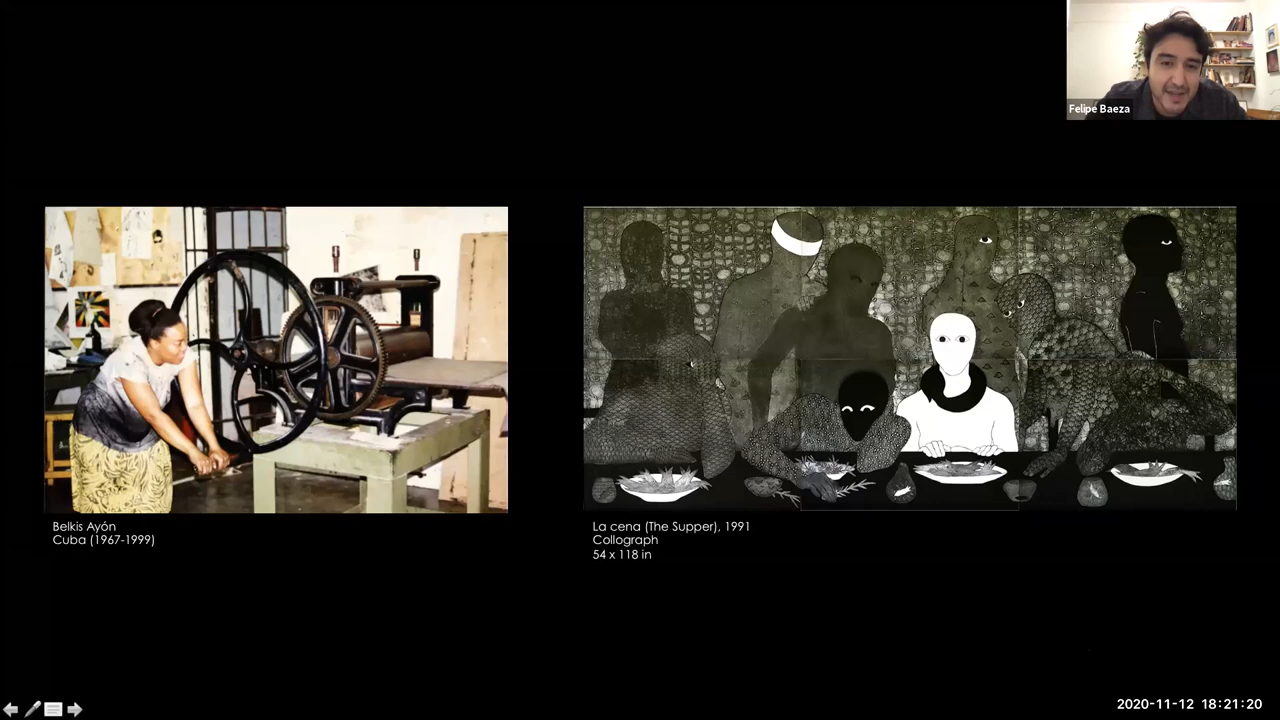 Felipe Baeza
Belkis Ayón
Cuba (1967-1999)
La cena (The Supper), 1991
Collograph
54 x 118 in
2020-11-12 18:21:20